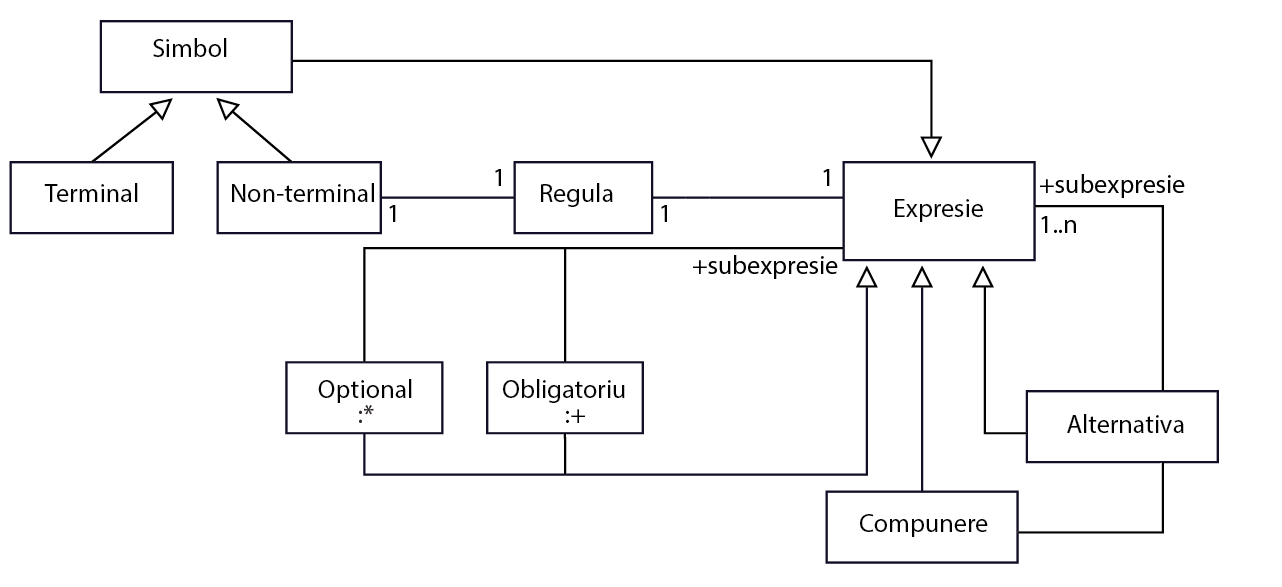 Simbol
Terminal
Non-terminal
1
1
Regula
1
1
Expresie
+subexpresie
1..n
+subexpresie
Optional
:*
Obligatoriu
:+
Alternativa
Compunere